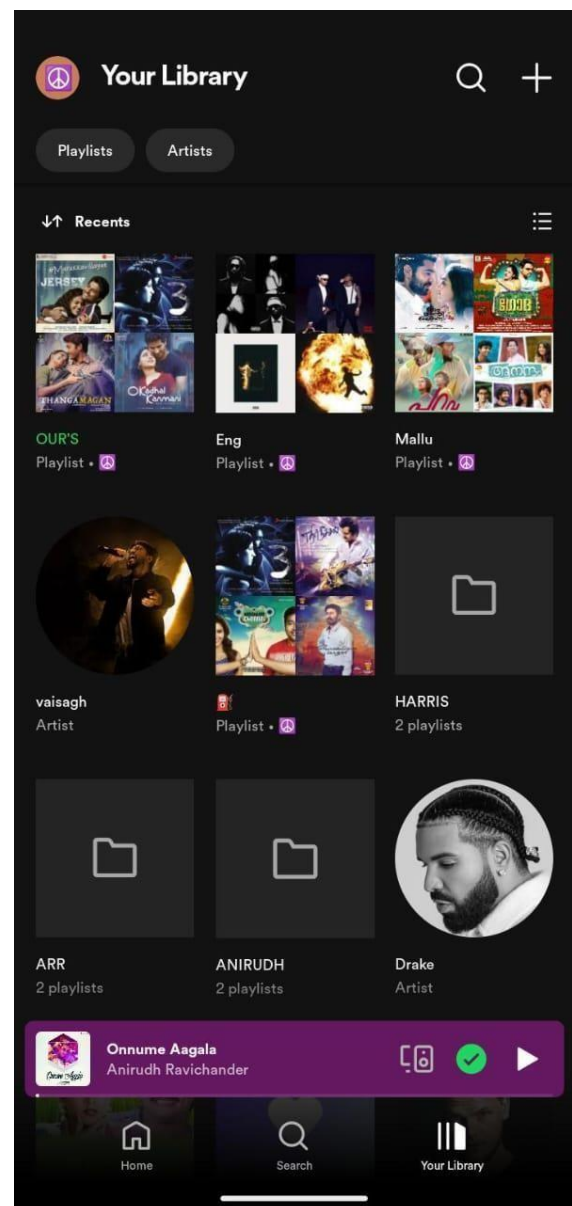 Your Library
Playlists
Artists
Recents
JERSEY
3
THANGAMAGAN
OKadhal
Kanmani
ഗോദ
ആനന്ദം
OUR'S
Eng
Mallu
Playlist •
Playlist •
Playlist •
3
vaisagh
HARRIS
Artist
Playlist •
2 playlists
ARR
ANIRUDH
Drake
2 playlists
2 playlists
Artist
Onnume Aagala
Anirudh Ravichander
Home
Search
Your Library